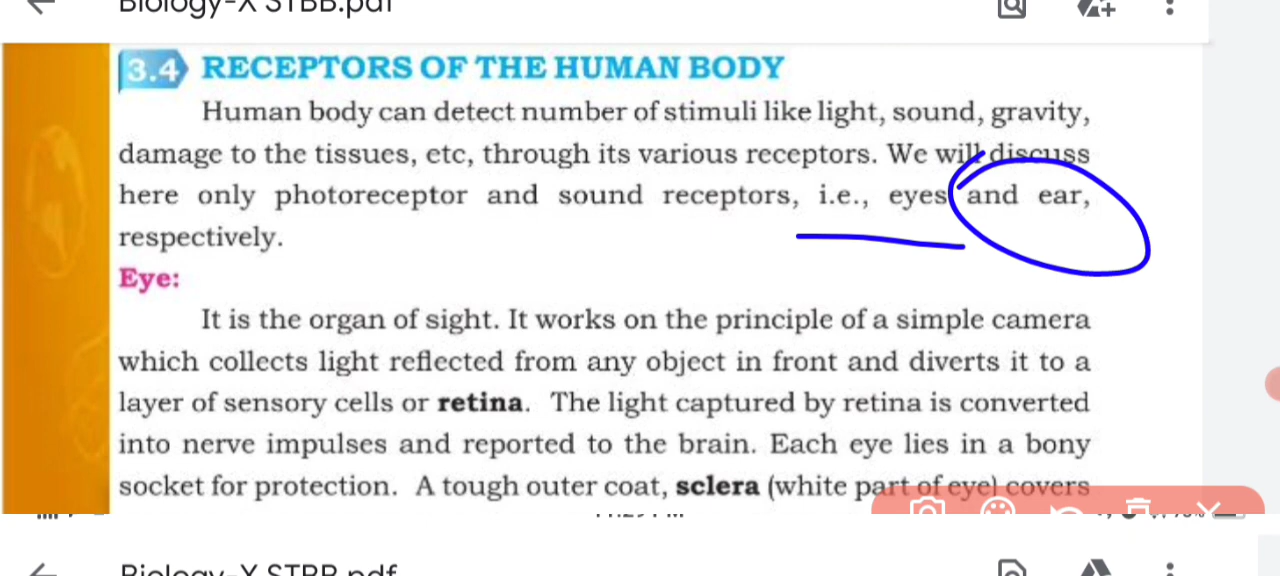 Biology-X STBB.pdf
3.4 RECEPTORS OF THE HUMAN BODY
Human body can detect number of stimuli like light, sound, gravity,
damage to the tissues, etc, through its various receptors. We will discuss
here only photoreceptor and sound receptors, i.e., eyes and ear,
respectively.
Eye:
It is the organ of sight. It works on the principle of a simple camera
which collects light reflected from any object in front and diverts it to a
layer of sensory cells or retina. The light captured by retina is converted
into nerve impulses and reported to the brain. Each eye lies in a bony
socket for protection. A tough outer coat, sclera (white part of eye) covers
Biology-X STBB.pdf